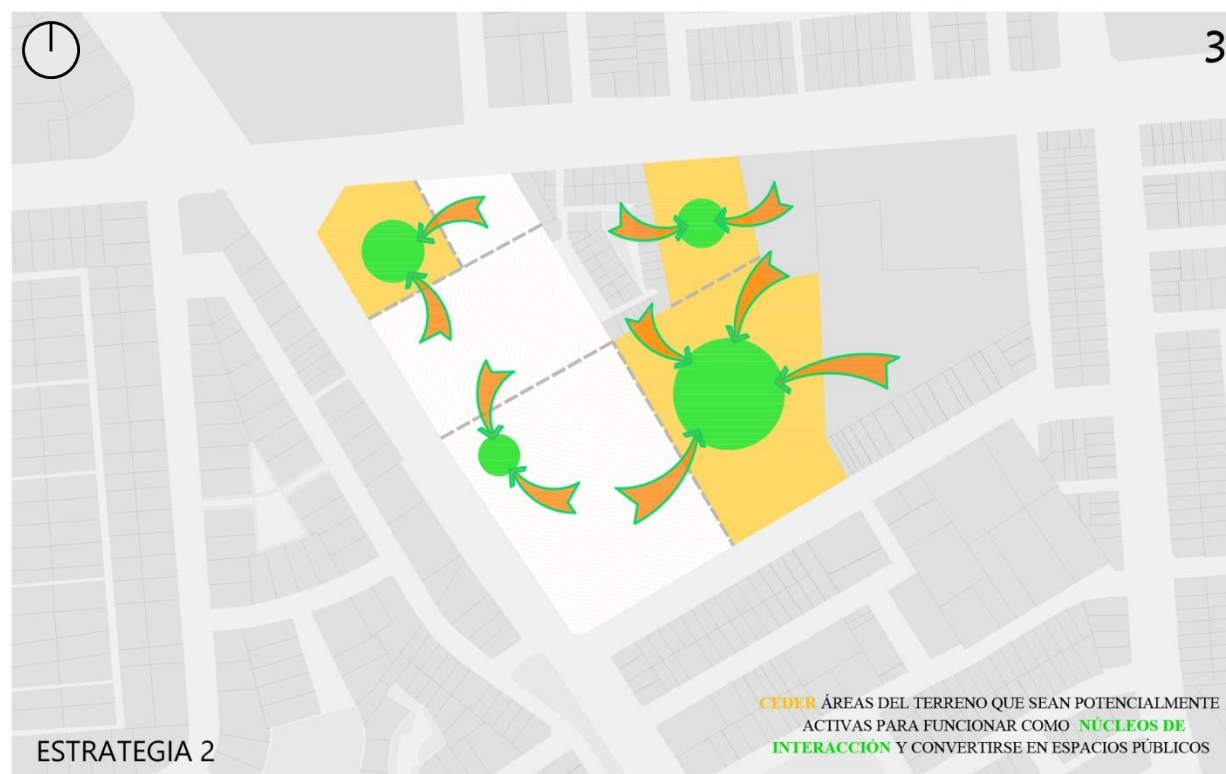 3
CEDER ÁREAS DEL TERRENO QUE SEAN POTENCIALMENTE
ACTIVAS PARA FUNCIONAR COMO NÚCLEOS DE
INTERACCIÓN Y CONVERTIRSE EN ESPACIOS PÚBLICOS
ESTRATEGIA 2